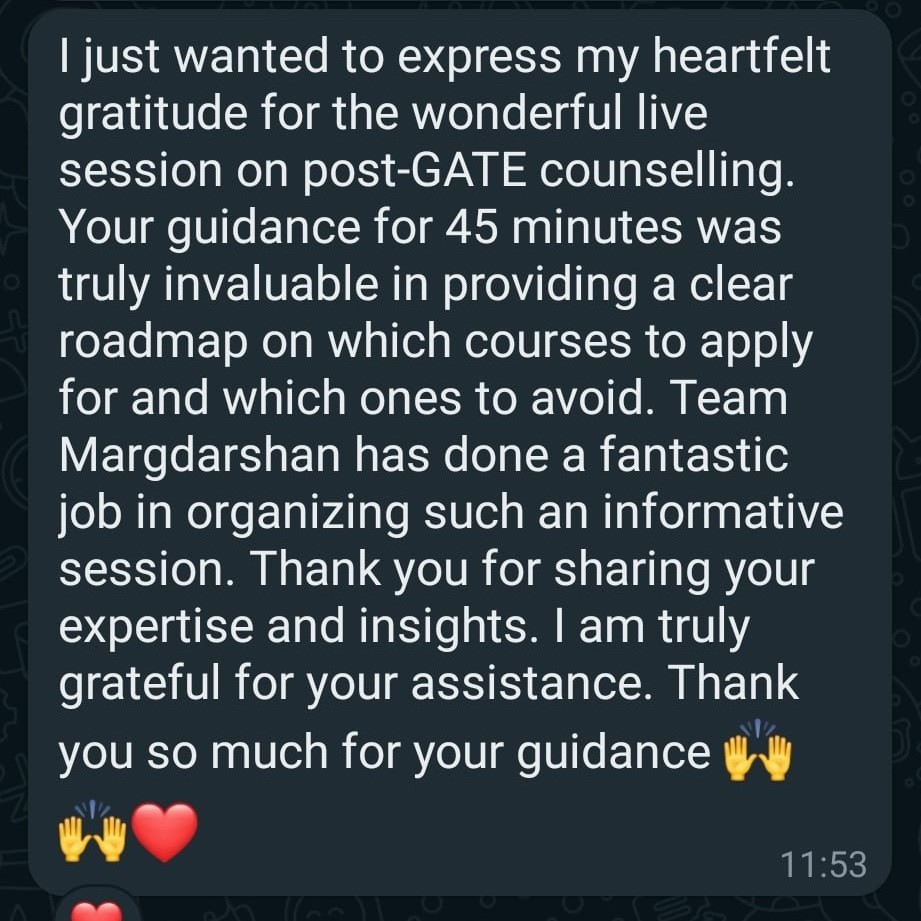 I just wanted to express my heartfelt
gratitude for the wonderful live
session on post-GATE counselling.
Your guidance for 45 minutes was
truly invaluable in providing a clear
roadmap on which courses to apply
for and which ones to avoid. Team
Margdarshan has done a fantastic
job in organizing such an informative
session. Thank you for sharing your
expertise and insights. I am truly
grateful for your assistance. Thank
you so much for your guidance 🙌
🙌❤️
11:53